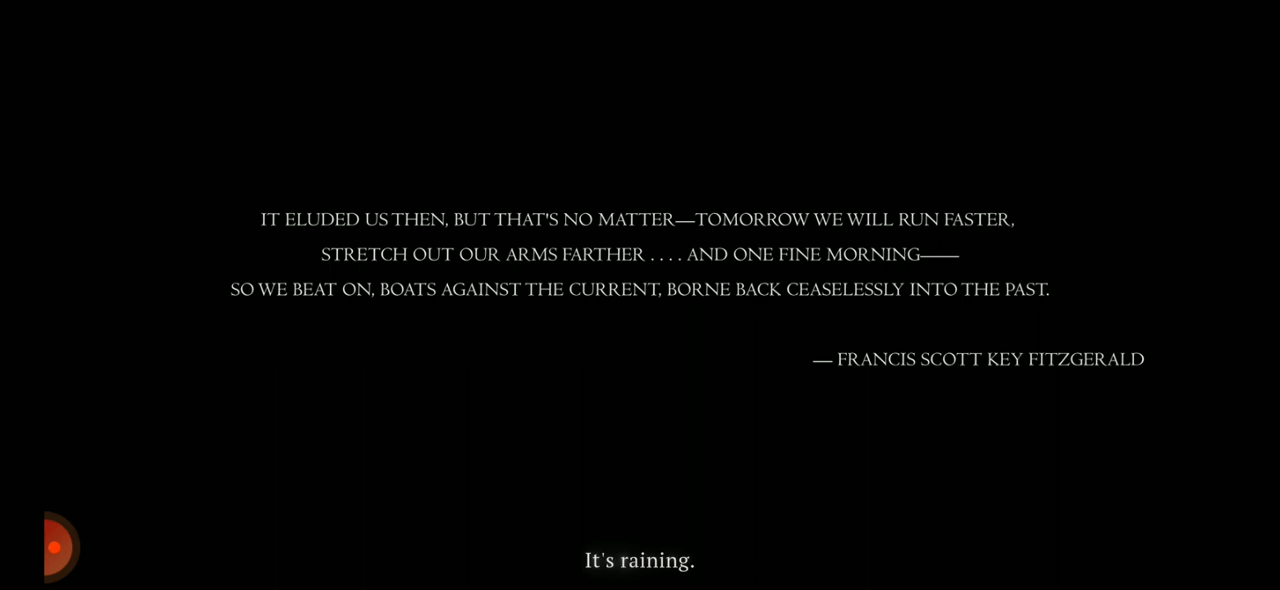 IT ELUDED US THEN, BUT THAT'S NO MATTER—TOMORROW WE WILL RUN FASTER,
STRETCH OUT OUR ARMS FARTHER . . . . AND ONE FINE MORNING——
SO WE BEAT ON, BOATS AGAINST THE CURRENT, BORNE BACK CEASELESSLY INTO THE PAST.
— FRANCIS SCOTT KEY FITZGERALD
It's raining.